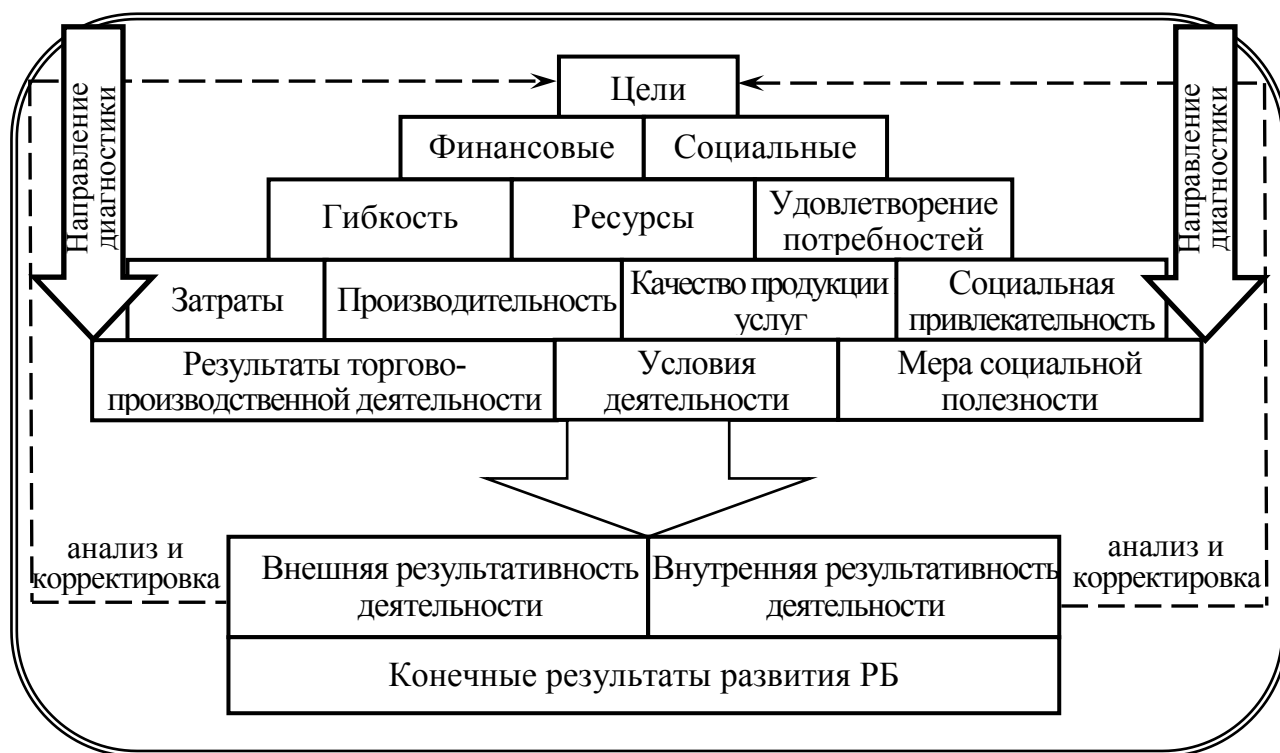 Цели
Направление
диагностики
Финансовые
Социальные
Направление
диагностики
Гибкость
Ресурсы
Удовлетворение
потребностей
Затраты
Производительность
Качество продукции
услуг
Социальная
привлекательность
Результаты торгово-
производственной деятельности
Условия
деятельности
Мера социальной
полезности
анализ и
корректировка
Внешняя результативность
деятельности
Внутренняя результативность
деятельности
анализ и
корректировка
Конечные результаты развития РБ